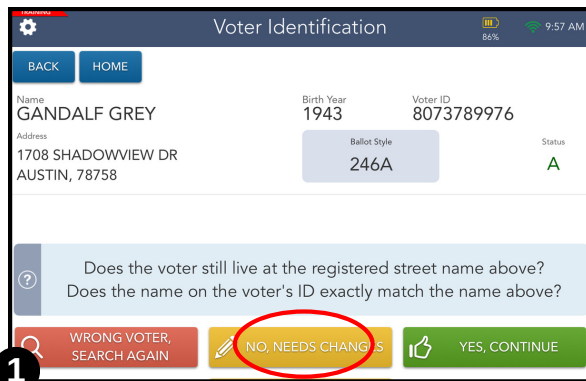 TRAINING
Voter Identification
86%
9:57 AM
BACK
HOME
Name
GANDALF GREY
Birth Year
1943
Voter ID
8073789976
Address
1708 SHADOWVIEW DR
AUSTIN, 78758
Ballot Style
246A
Status
A
?
Does the voter still live at the registered street name above?
Does the name on the voter's ID exactly match the name above?
WRONG VOTER,
SEARCH AGAIN
NO, NEEDS CHANGES
YES, CONTINUE
1